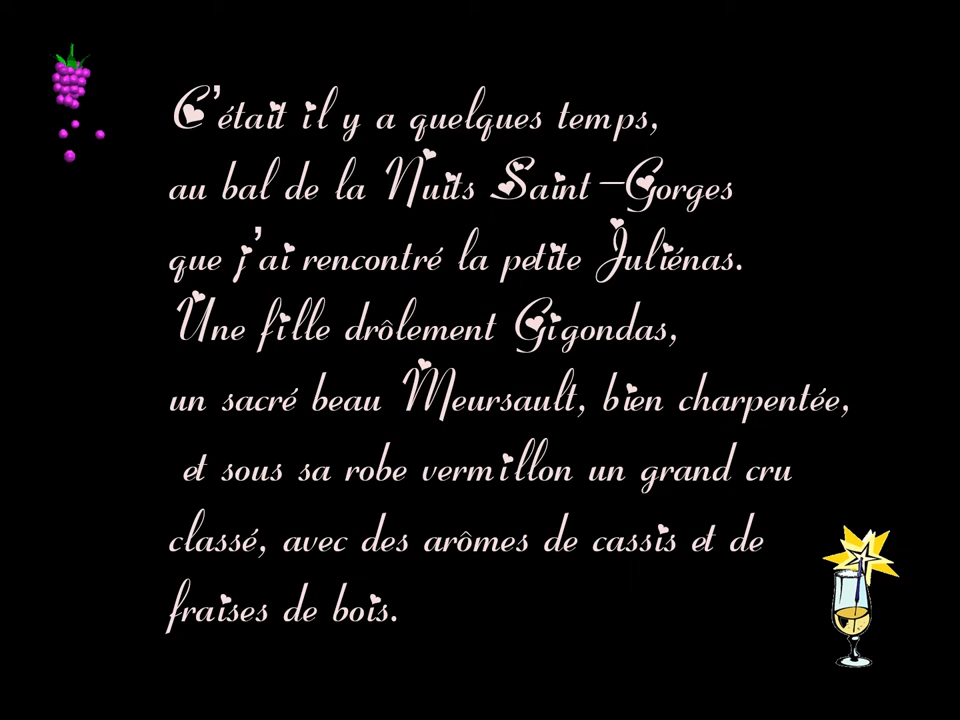 C'était il y a quelques temps,
au bal de la Nuits Saint-Gorges
que j'ai rencontré la petite Juliénas.
Une fille drôlement Gigondas,
un sacré beau Meursault, bien charpentée,
et sous sa robe vermillon un grand cru
classé, avec des arômes de cassis et de
fraises de bois.